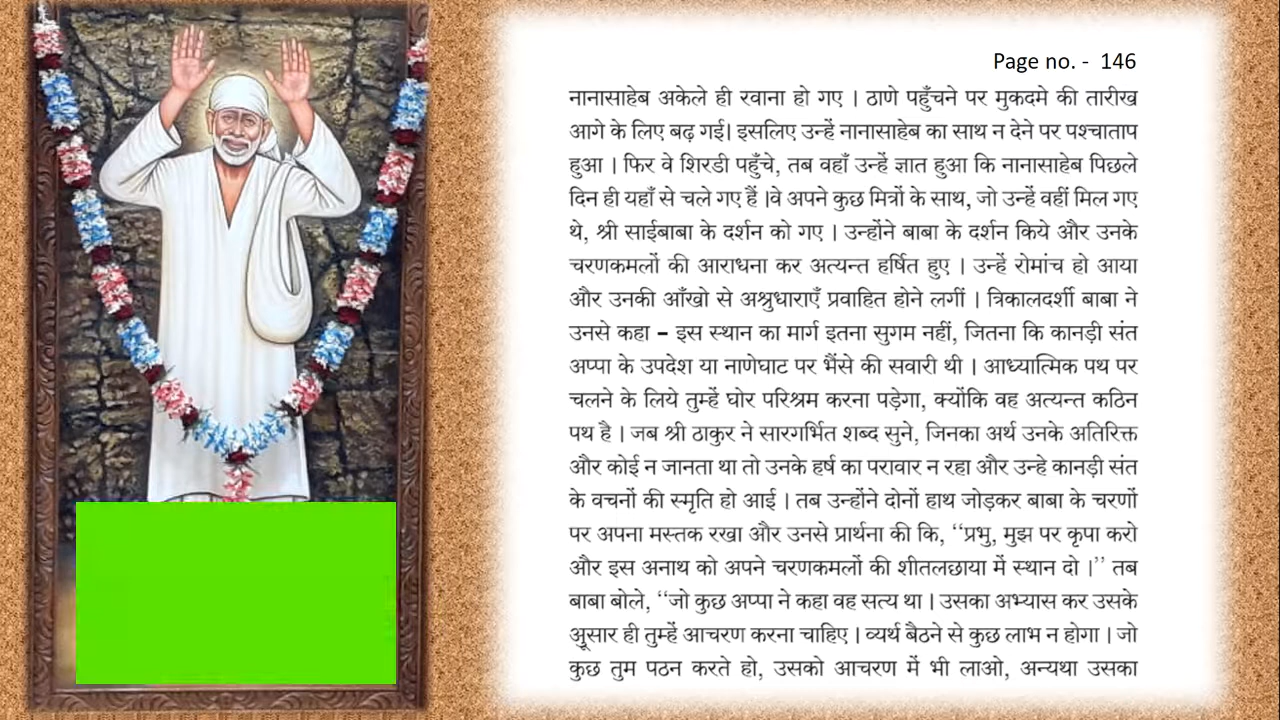 Page no. -  146
नानासाहेब अकेले ही रवाना हो गए । ठाणे पहुँचने पर मुकदमे की तारीख
आगे के लिए बढ़ गई। इसलिए उन्हें नानासाहेब का साथ न देने पर पश्चाताप
हुआ । फिर वे शिरडी पहुँचे, तब वहाँ उन्हें ज्ञात हुआ कि नानासाहेब पिछले
दिन ही यहाँ से चले गए हैं ।वे अपने कुछ मित्रों के साथ, जो उन्हें वहीं मिल गए
थे, श्री साईबाबा के दर्शन को गए । उन्होंने बाबा के दर्शन किये और उनके
चरणकमलों की आराधना कर अत्यन्त हर्षित हुए । उन्हें रोमांच हो आया
और उनकी आँखो से अश्रुधाराएँ प्रवाहित होने लगीं । त्रिकालदर्शी बाबा ने
उनसे कहा – इस स्थान का मार्ग इतना सुगम नहीं, जितना कि कानड़ी संत
अप्पा के उपदेश या नाणेघाट पर भैंसे की सवारी थी । आध्यात्मिक पथ पर
चलने के लिये तुम्हें घोर परिश्रम करना पड़ेगा, क्योंकि वह अत्यन्त कठिन
पथ है । जब श्री ठाकुर ने सारगर्भित शब्द सुने, जिनका अर्थ उनके अतिरिक्त
और कोई न जानता था तो उनके हर्ष का परावार न रहा और उन्हे कानड़ी संत
के वचनों की स्मृति हो आई । तब उन्होंने दोनों हाथ जोड़कर बाबा के चरणों
पर अपना मस्तक रखा और उनसे प्रार्थना की कि, ‘‘प्रभु, मुझ पर कृपा करो
और इस अनाथ को अपने चरणकमलों की शीतलछाया में स्थान दो ।’’ तब
बाबा बोले, ‘‘जो कुछ अप्पा ने कहा वह सत्य था । उसका अभ्यास कर उसके
अुसार ही तुम्हें आचरण करना चाहिए । व्यर्थ बैठने से कुछ लाभ न होगा । जो
कुछ तुम पठन करते हो, उसको आचरण में भी लाओ, अन्यथा उसका